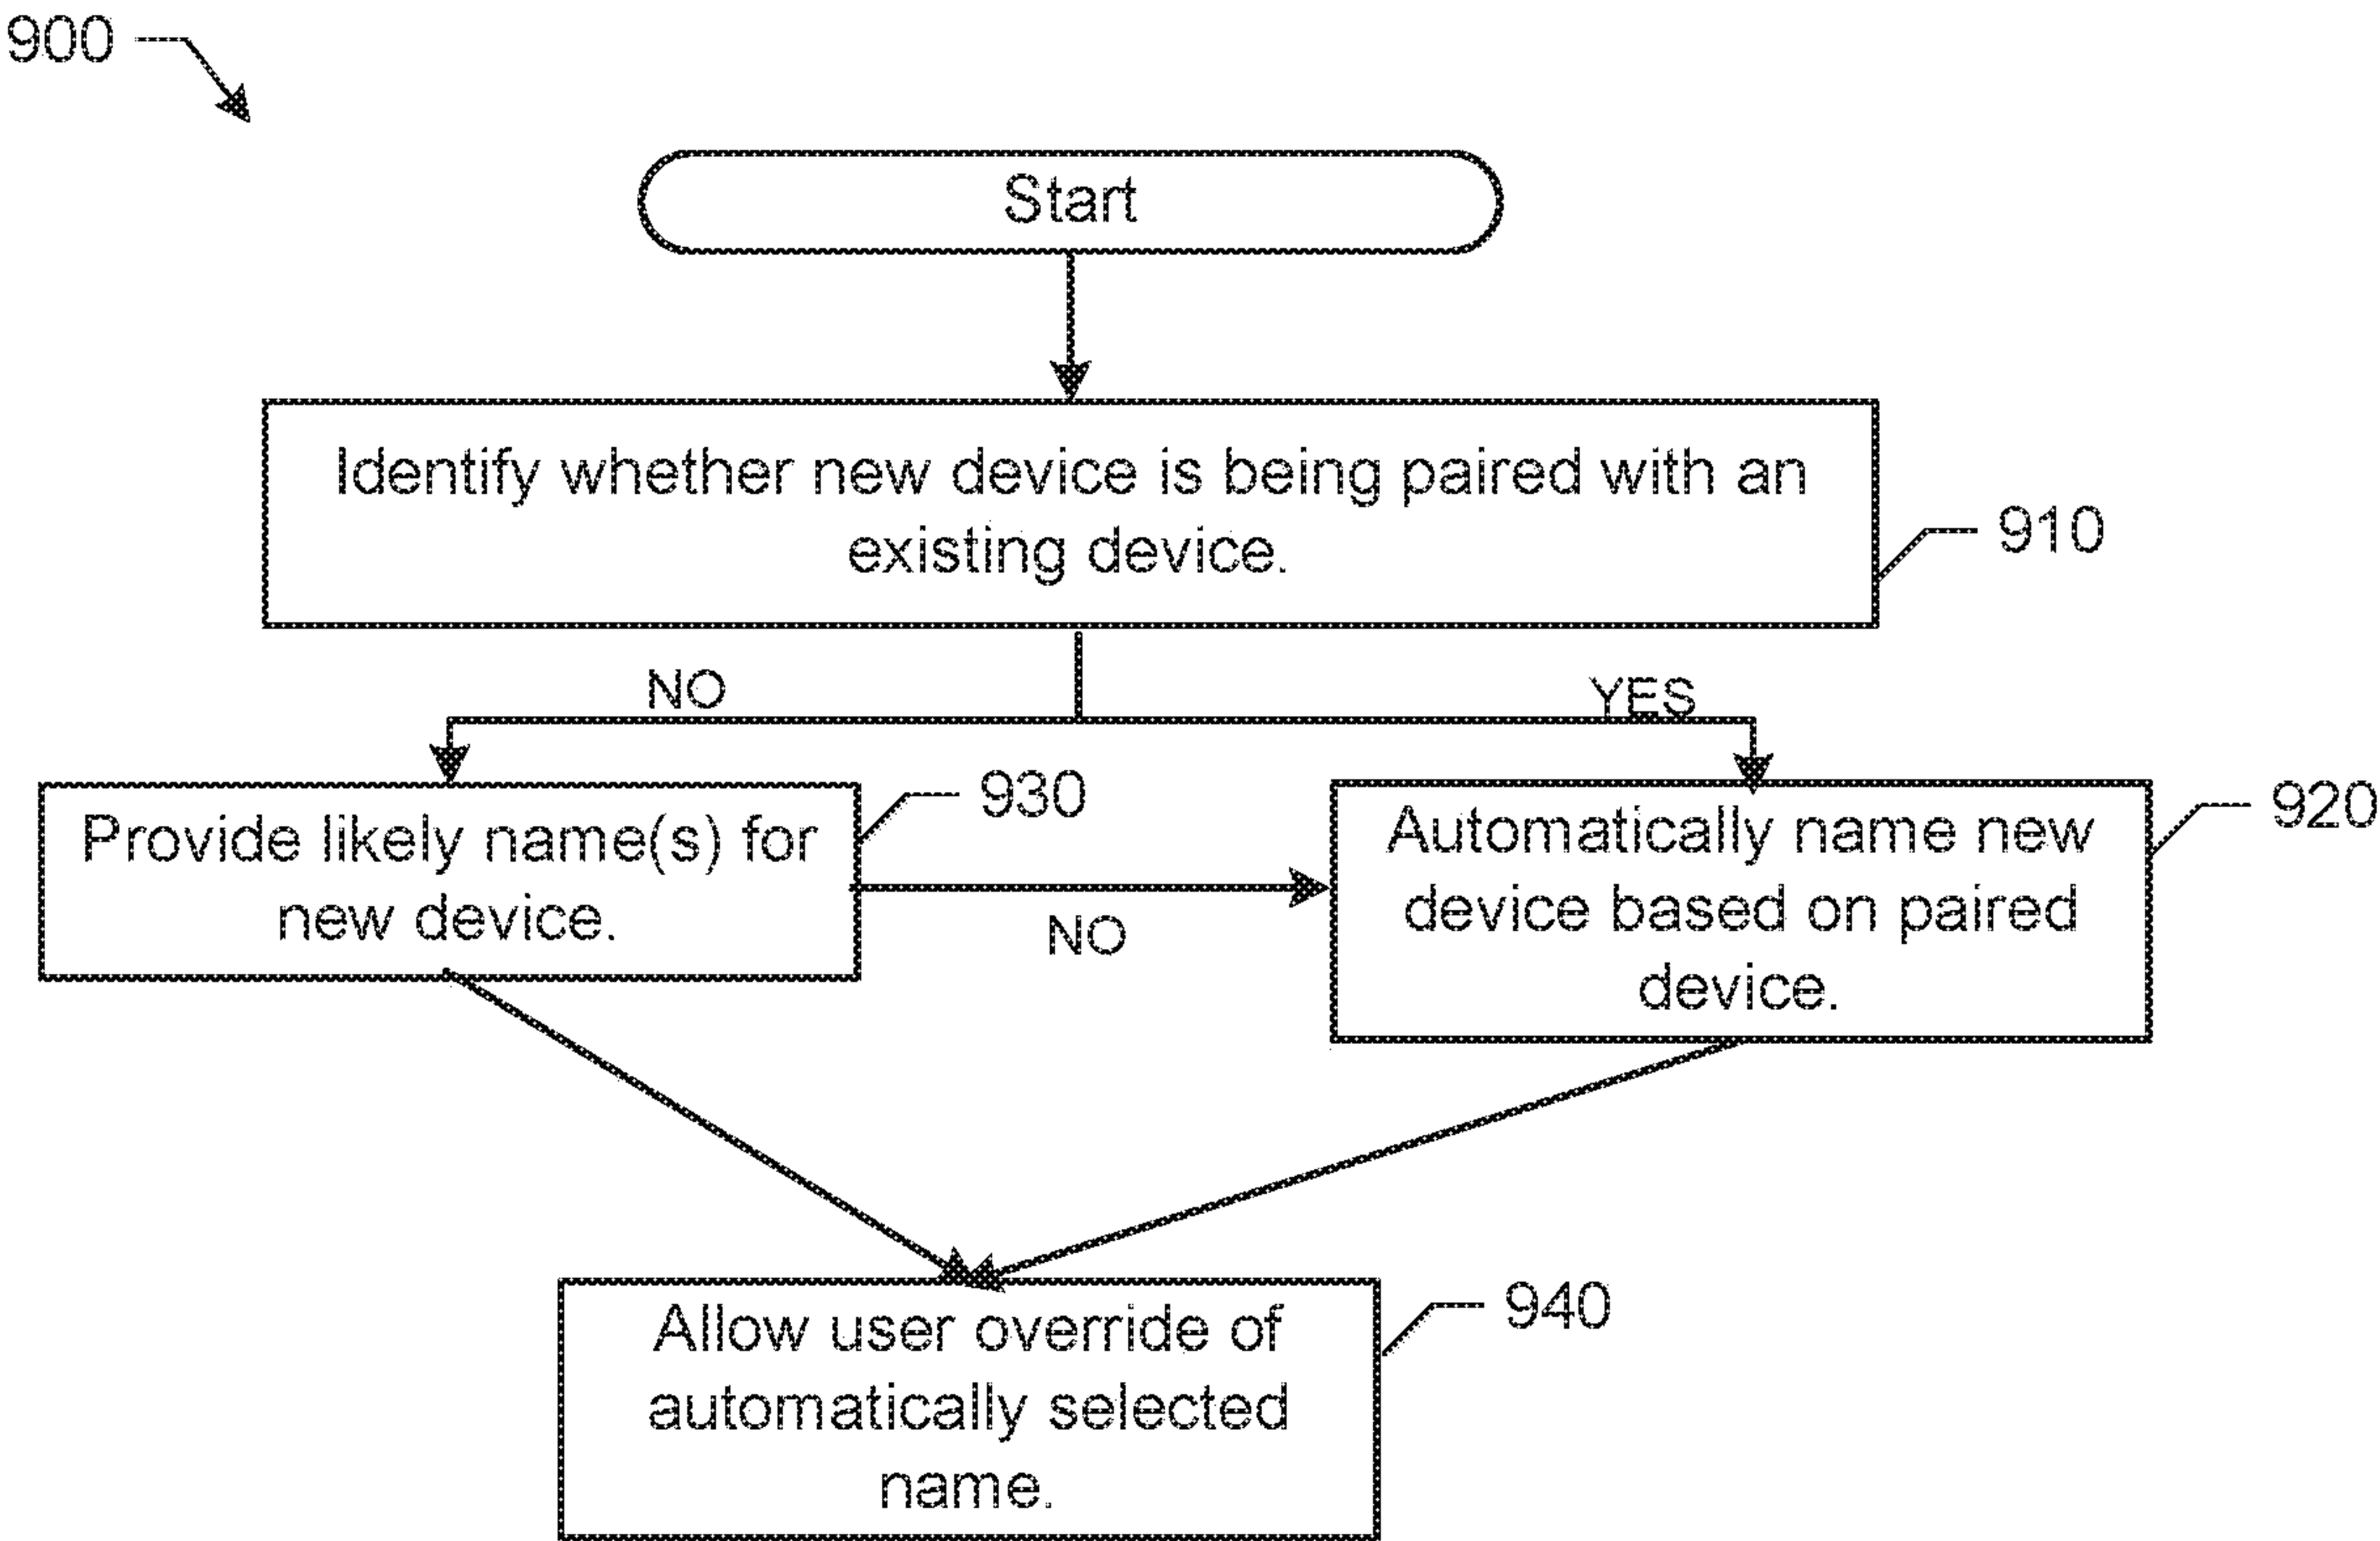 900
Start
Identify whether new device is being paired with an
existing device.
910
NO
YES
Provide likely name(s) for
new device.
930
NO
Automatically name new
device based on paired
device.
920
Allow user override of
automatically selected
name.
940